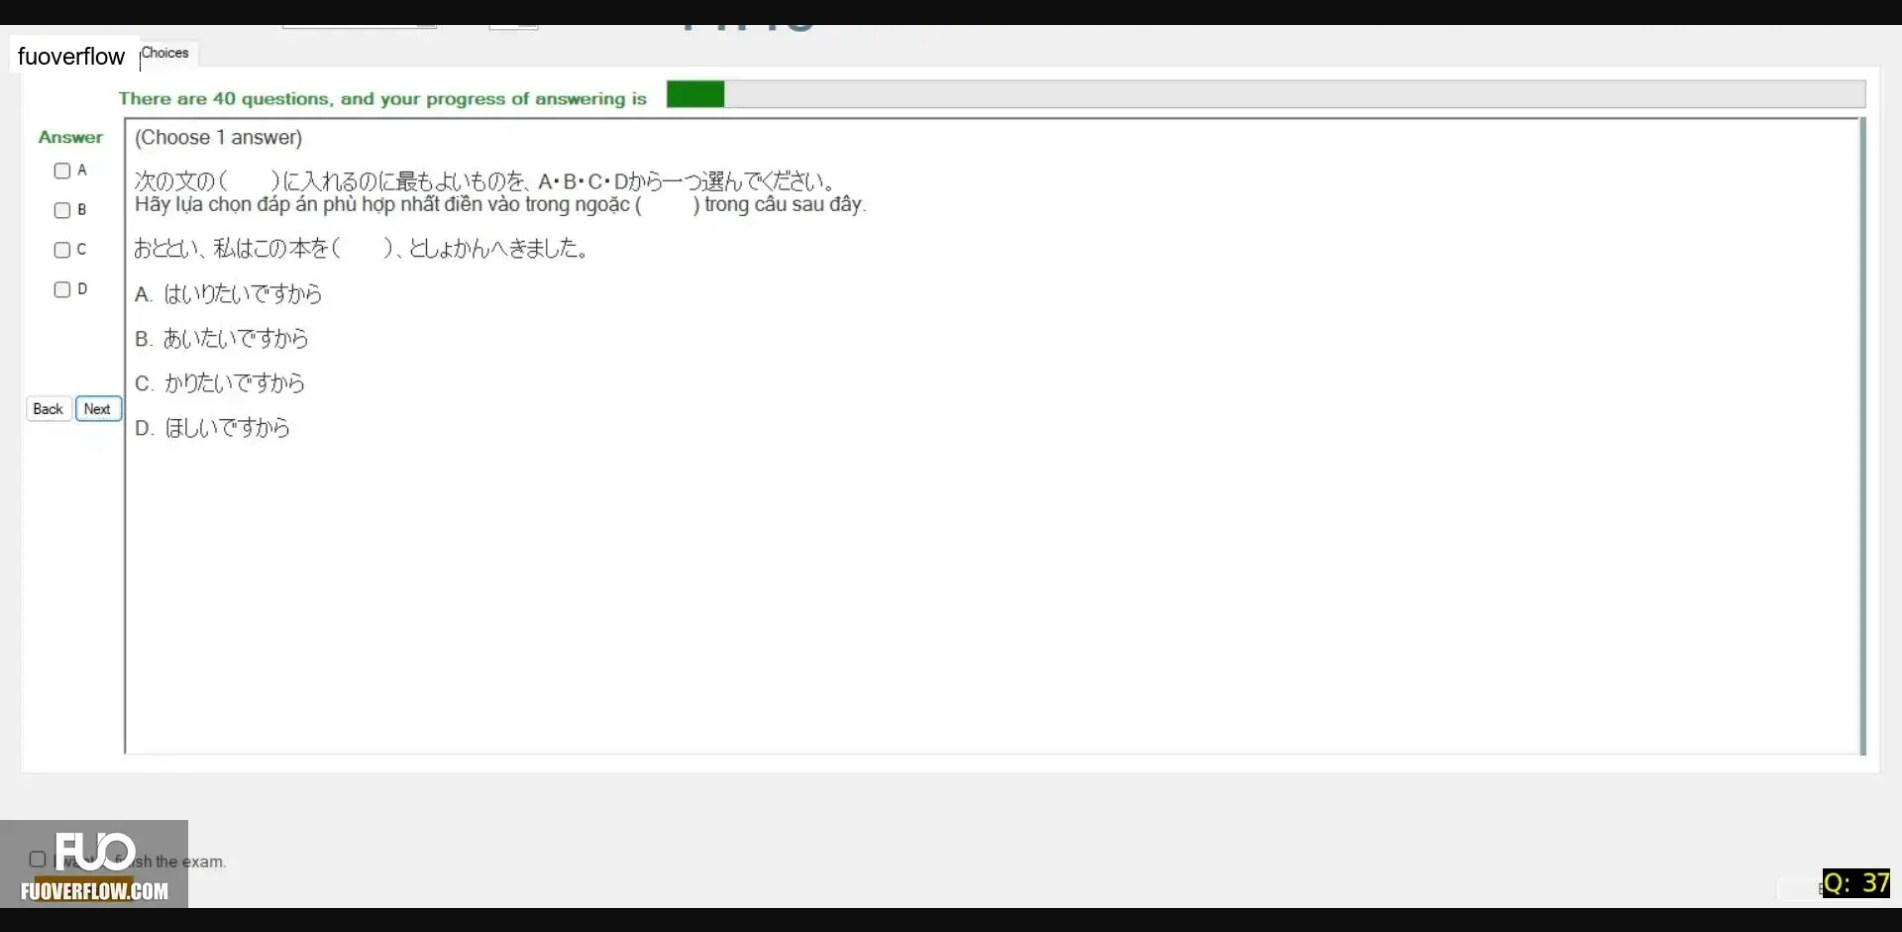 fuoverflow
Choices
There are 40 questions, and your progress of answering is
Answer
A
B
C
D
Back
Next
(Choose 1 answer)
次の文の(　　)に入れるのに最もよいものを、A・B・C・Dから一つ選んでください。
Hãy lựa chọn đáp án phù hợp nhất điền vào trong ngoặc (　　) trong câu sau đây.
おととい、私はこの本を(　　)、としょかんへきました。
A. はいりたいですから
B. あいたいですから
C. かりたいですから
D. ほしいですから
FUO
the exam.
FUOVERFLOW.COM
Q: 37